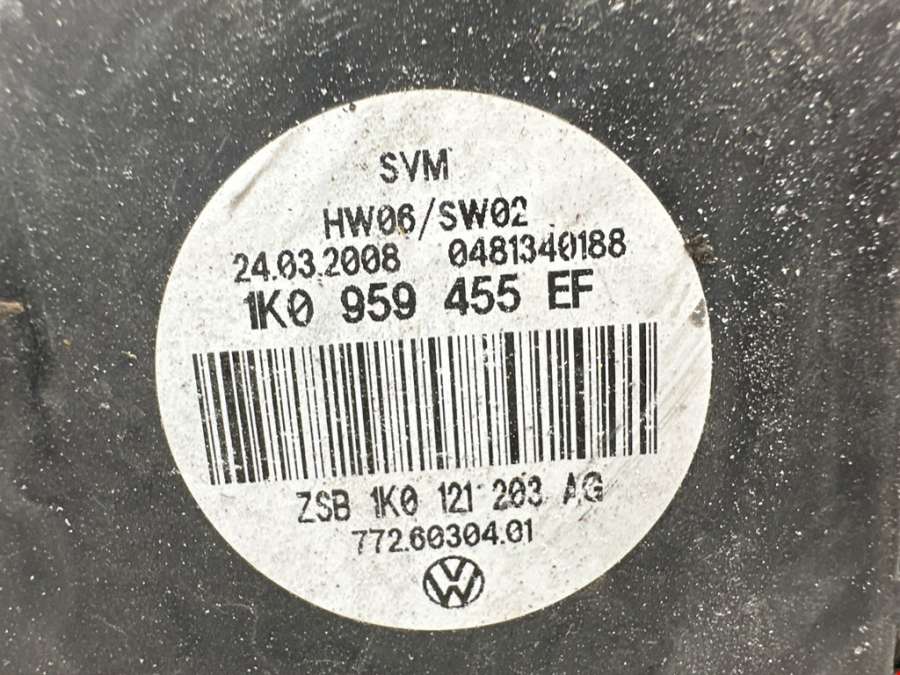 SVM
HW06/SW02
24.03.2008 0481340188
1K0 959 455 EF
ZSB 1K0 121 203 AG
772.60304.01
VW